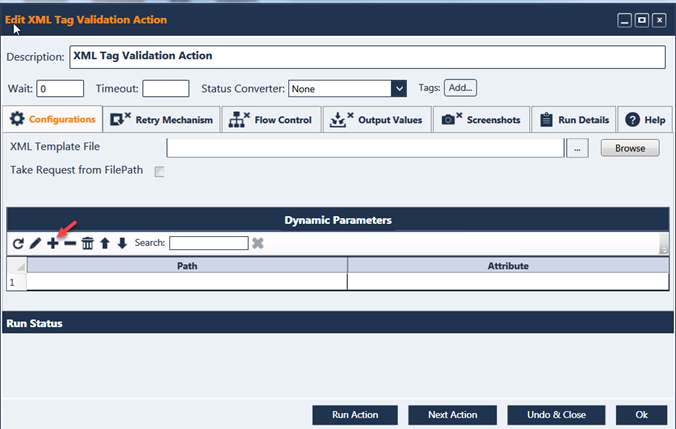 Edit XML Tag Validation Action
Description: XML Tag Validation Action
Wait: 0 Timeout: Status Converter: None Tags: Add...
Configurations Retry Mechanism Flow Control Output Values Screenshots Run Details Help
XML Template File ... Browse
Take Request from FilePath
Dynamic Parameters
Search:
Path Attribute
1
Run Status
Run Action Next Action Undo & Close Ok